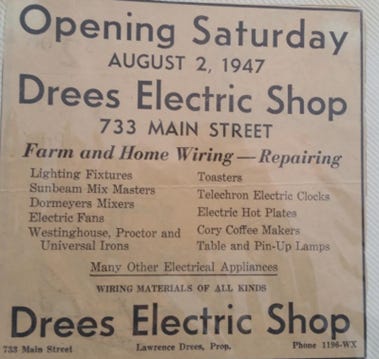 Opening Saturday
AUGUST 2, 1947
Drees Electric Shop
733 MAIN STREET
Farm and Home Wiring — Repairing
Lighting Fixtures
Sunbeam Mix Masters
Dormeyers Mixers
Electric Fans
Westinghouse, Proctor and
Universal Irons
Toasters
Telechron Electric Clocks
Electric Hot Plates
Cory Coffee Makers
Table and Pin-Up Lamps
Many Other Electrical Appliances
WIRING MATERIALS OF ALL KINDS
Drees Electric Shop
733 Main Street Lawrence Drees, Prop. Phone 1196-WX